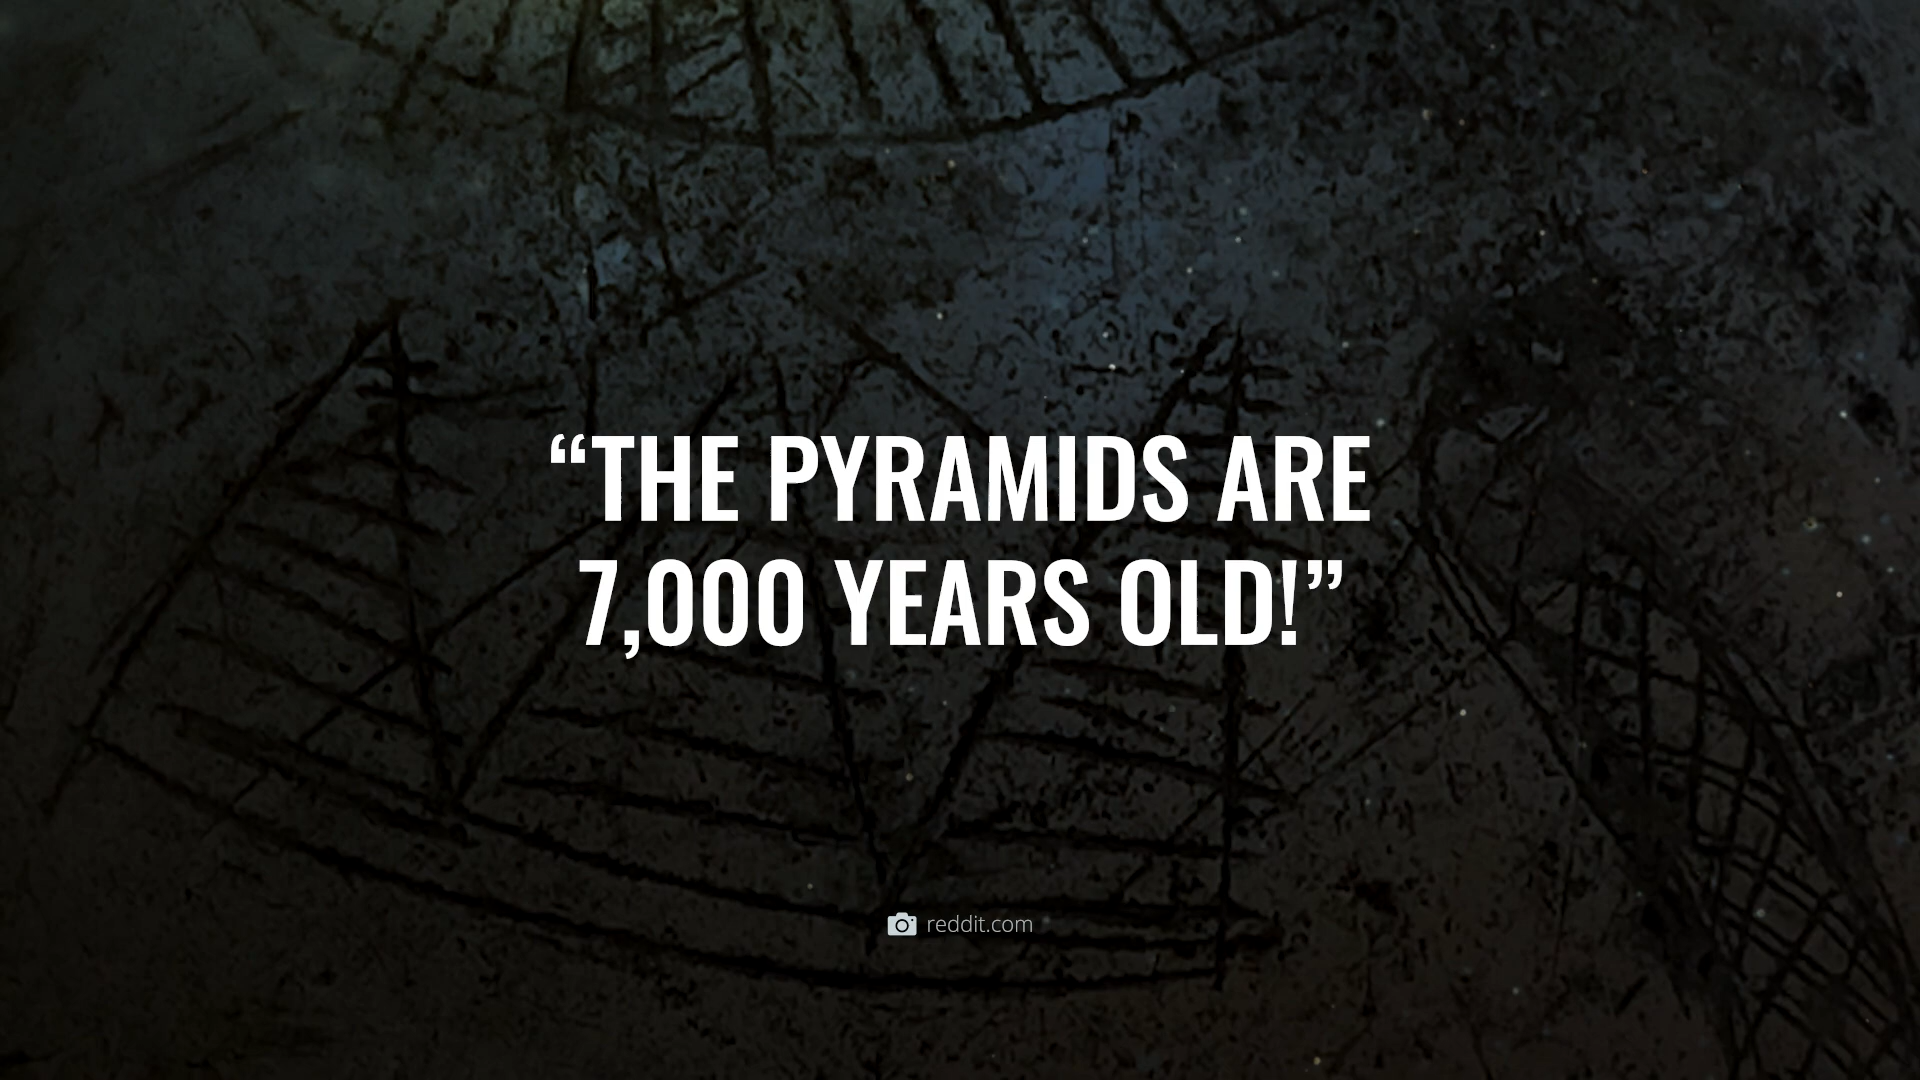 “THE PYRAMIDS ARE
7,000 YEARS OLD!”
reddit.com